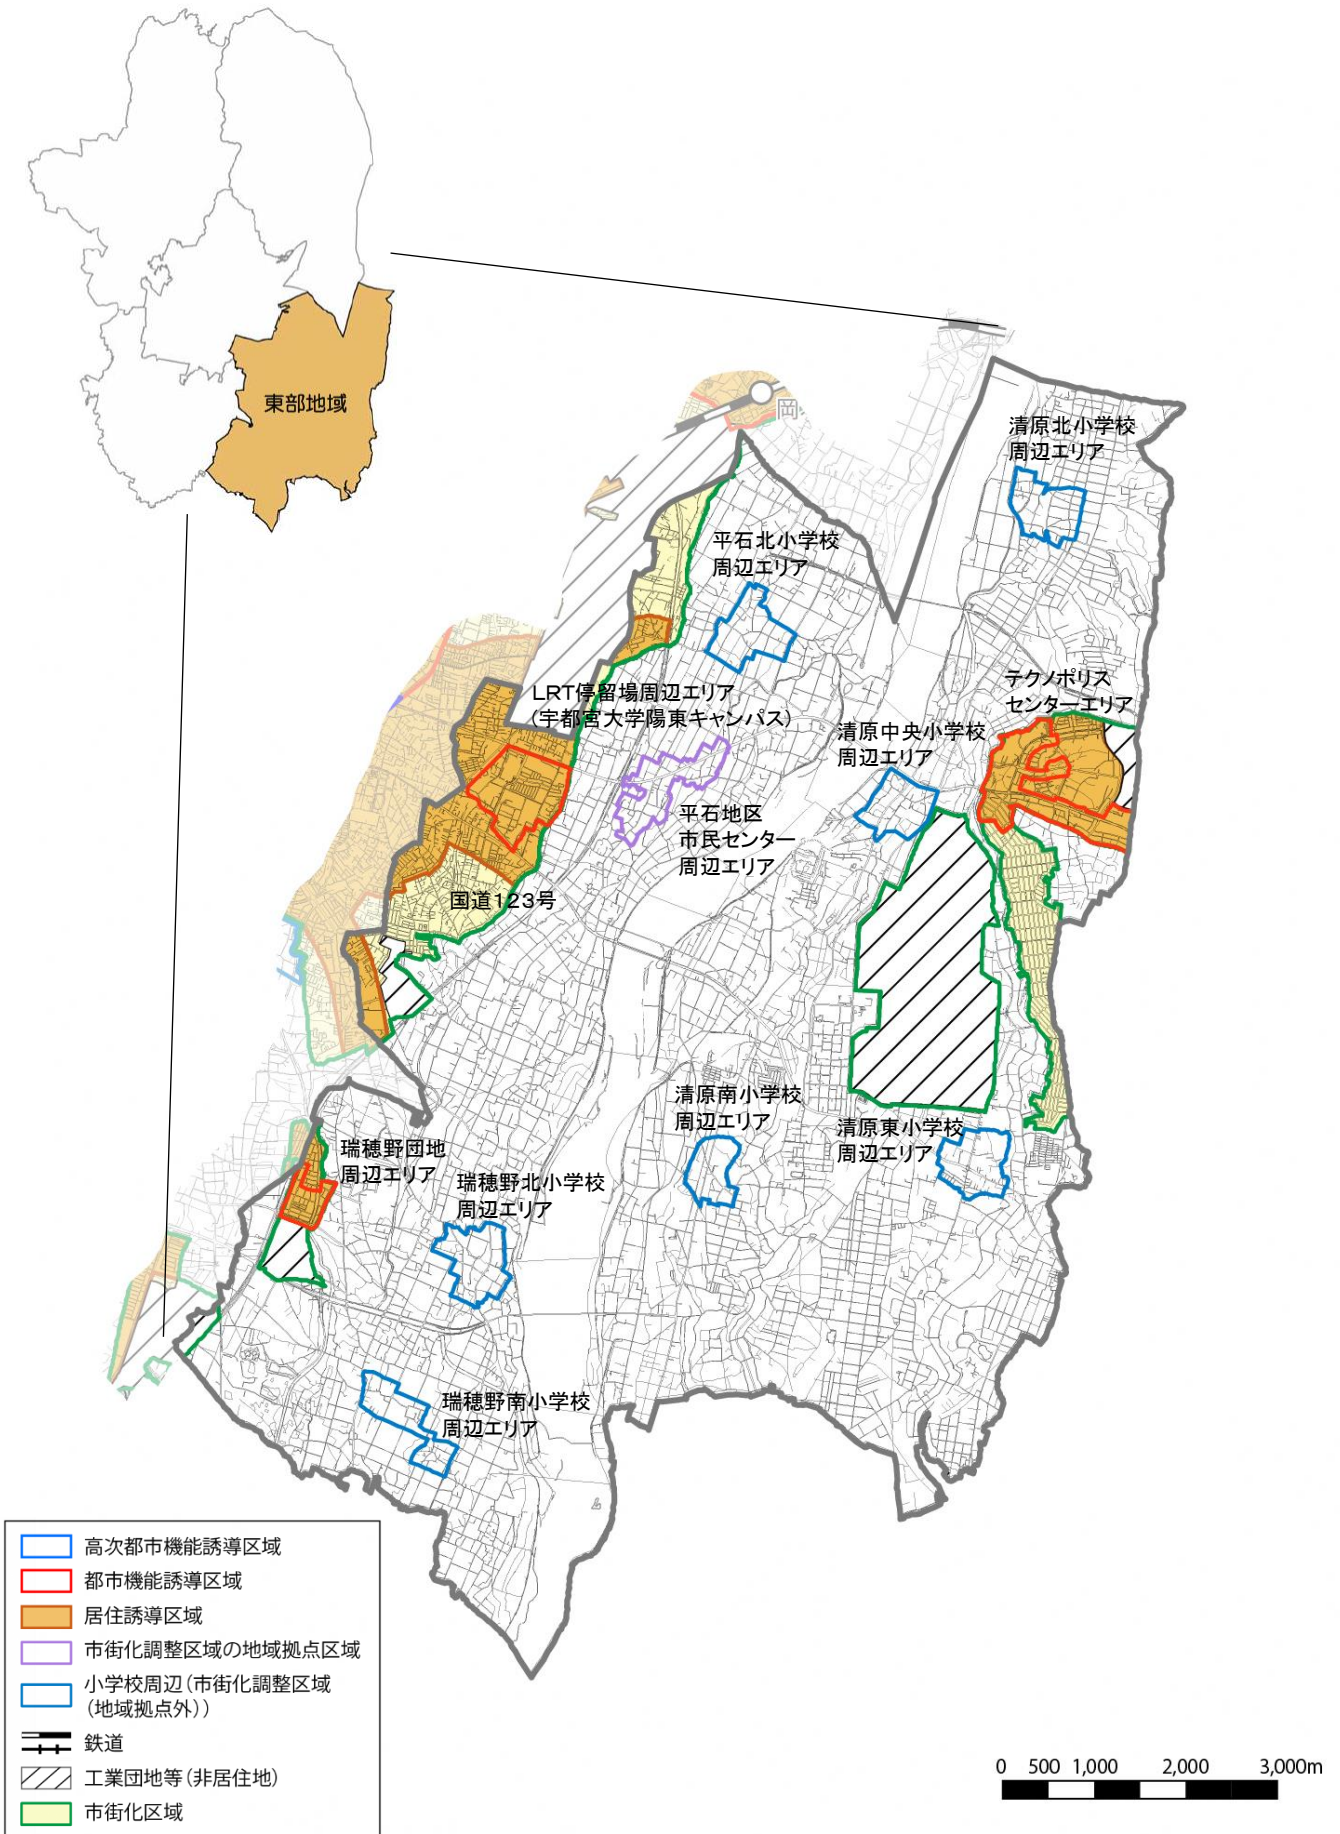 東部地域
岡
清原北小学校
周辺エリア
平石北小学校
周辺エリア
テクノポリス
センターエリア
LRT停留場周辺エリア
(宇都宮大学陽東キャンパス)
清原中央小学校
周辺エリア
平石地区
市民センター
周辺エリア
国道123号
清原南小学校
周辺エリア
清原東小学校
周辺エリア
瑞穂野団地
周辺エリア
瑞穂野北小学校
周辺エリア
瑞穂野南小学校
周辺エリア
高次都市機能誘導区域
都市機能誘導区域
居住誘導区域
市街化調整区域の地域拠点区域
小学校周辺(市街化調整区域
(地域拠点外))
鉄道
工業団地等(非居住地)
市街化区域
0 500 1,000 2,000 3,000m